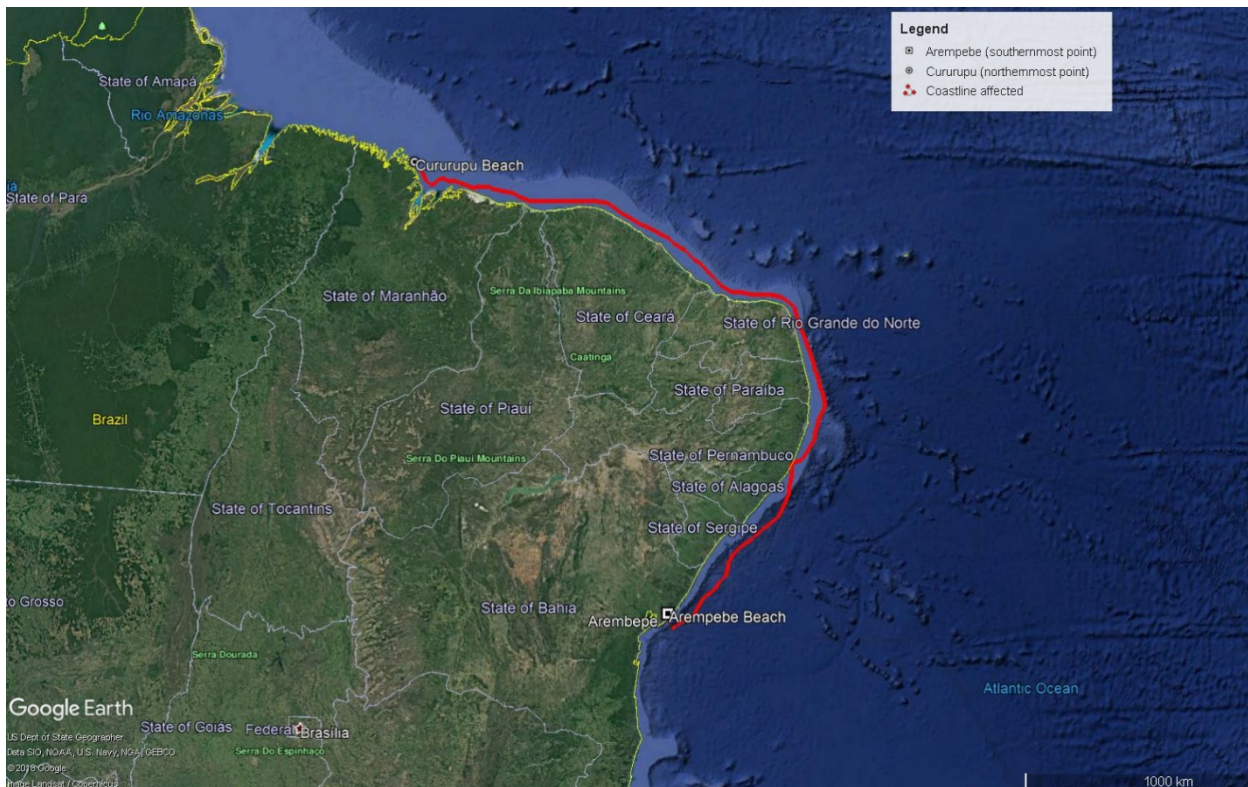 Legend
Arempebe (southernmost point)
Cururupu (northernmost point)
Coastline affected
State of Amapá
Rio Amazonas
Cururupu Beach
State of Pará
State of Maranhão
Serra Da Ibiapaba Mountains
State of Ceará
State of Rio Grande do Norte
Caatinga
State of Paraíba
State of Piauí
Brazil
State of Pernambuco
Serra Do Piauí Mountains
State of Alagoas
State of Tocantins
State of Sergipe
to Grosso
State of Bahia
Arembepe
Arempebe Beach
Serra Dourada
Atlantic Ocean
Google Earth
State of Goiás
Federal
Brasília
US Dept of State Geographer
Serra Do Espinhaço
Data SIO, NOAA, U.S. Navy, NGA, GEBCO
©2018 Google
Image Landsat / Copernicus
1000 km